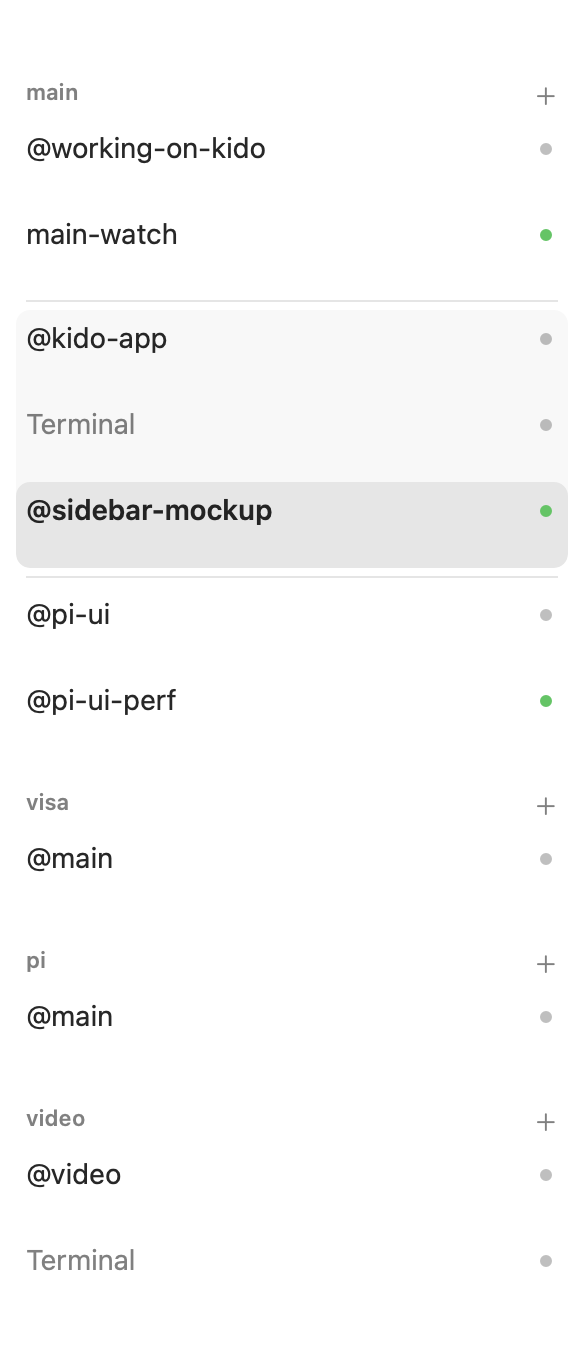 main
@working-on-kido
main-watch
@kido-app
Terminal
@sidebar-mockup
@pi-ui
@pi-ui-perf
visa
@main
pi
@main
video
@video
Terminal